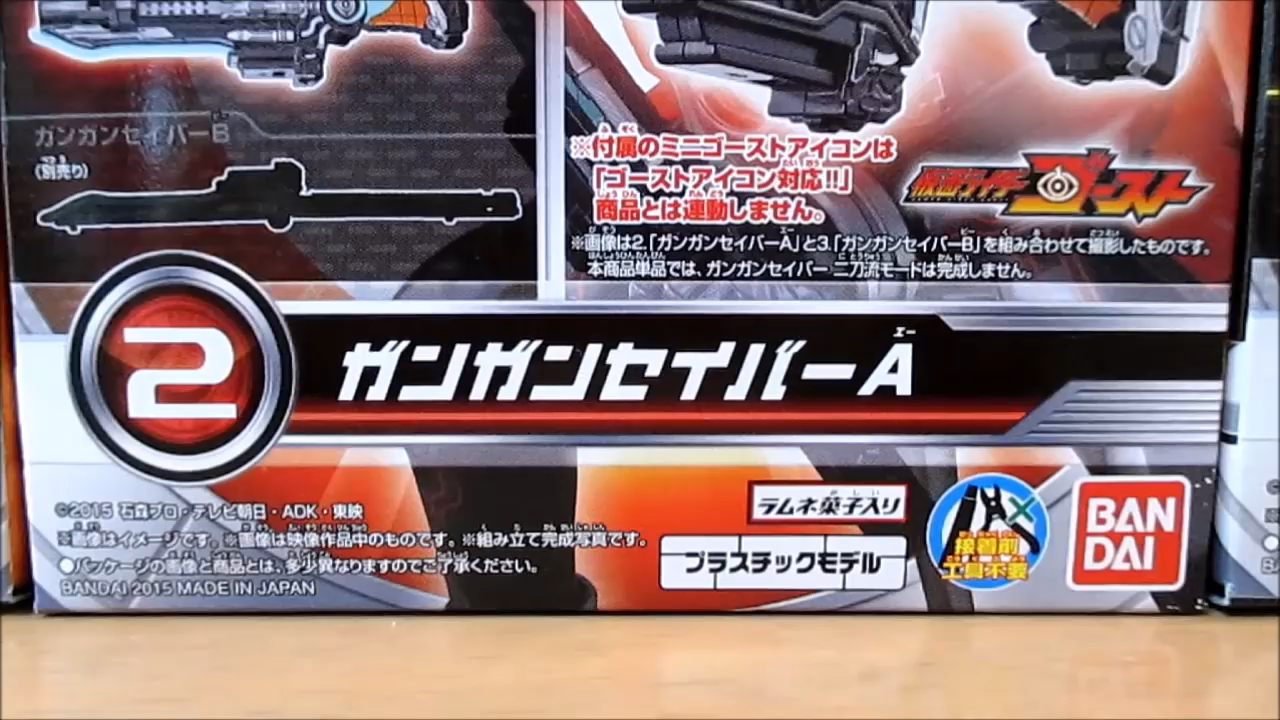 ガンガンセイバーB
(別売り)
※付属のミニゴーストアイコンは
「ゴーストアイコン対応!!」
商品とは連動しません。
仮面ライダーゴースト
※画像は2.「ガンガンセイバーA」と3.「ガンガンセイバーB」を組み合わせて撮影したものです。
本商品単品では、ガンガンセイバー 二刀流モードは完成しません。
2
ガンガンセイバーA
エー
©2015 石森プロ・テレビ朝日・ADK・東映
※画像はイメージです。※画像は映像作品中のものです。※組み立て完成写真です。
●パッケージの画像と商品とは、多少異なりますのでご了承ください。
BANDAI 2015 MADE IN JAPAN
ラムネ菓子入り
プラスチックモデル
接着剤
工具不要
BAN
DAI